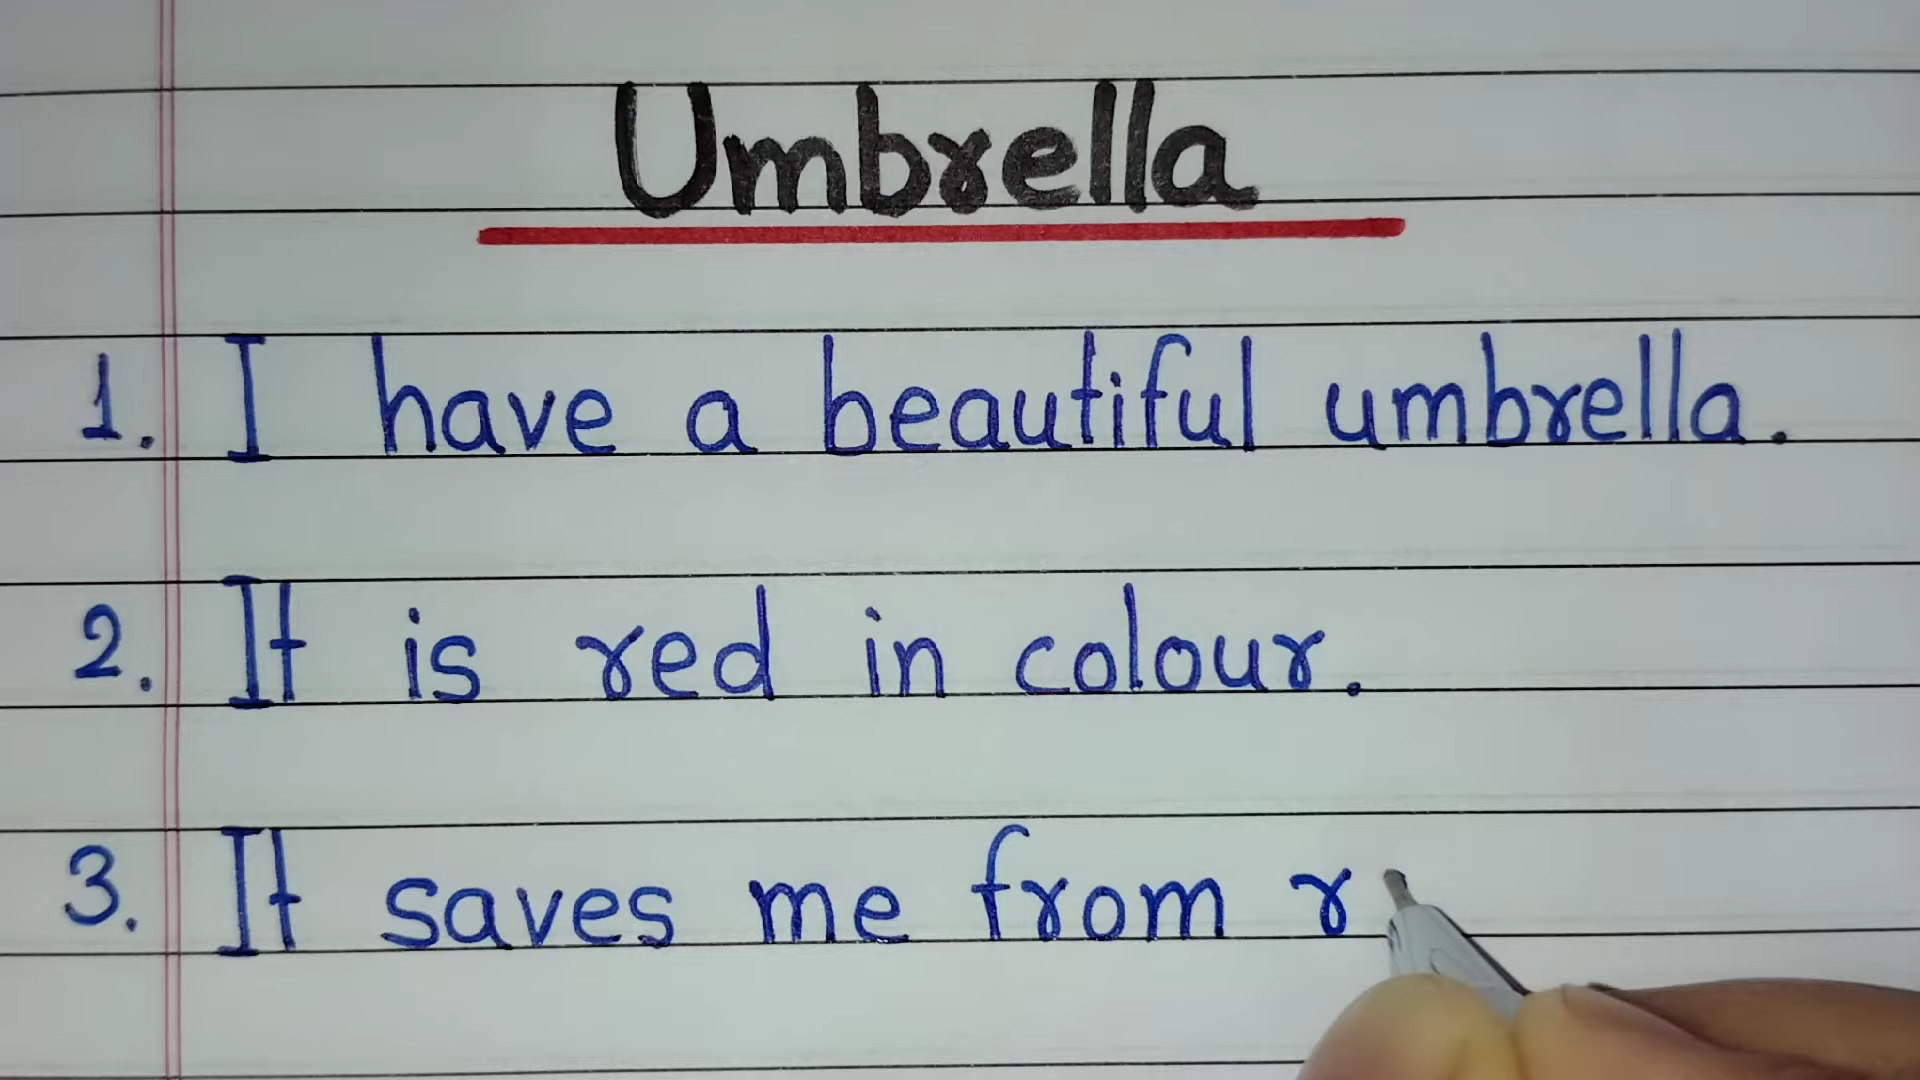 Umbrella
1. I have a beautiful umbrella.
2. It is red in colour.
3. It saves me from r